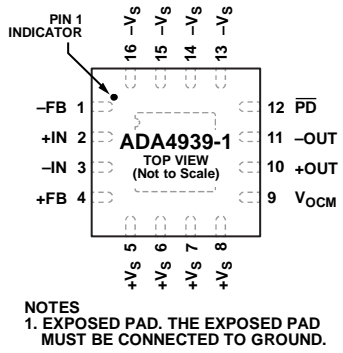 PIN 1
INDICATOR
16 –VS
15 –VS
14 –VS
13 –VS
–FB 1
+IN 2
–IN 3
+FB 4
ADA4939-1
TOP VIEW
(Not to Scale)
12 PD
11 –OUT
10 +OUT
9 VOCM
+VS 5
+VS 6
+VS 7
+VS 8
NOTES
1. EXPOSED PAD. THE EXPOSED PAD
MUST BE CONNECTED TO GROUND.